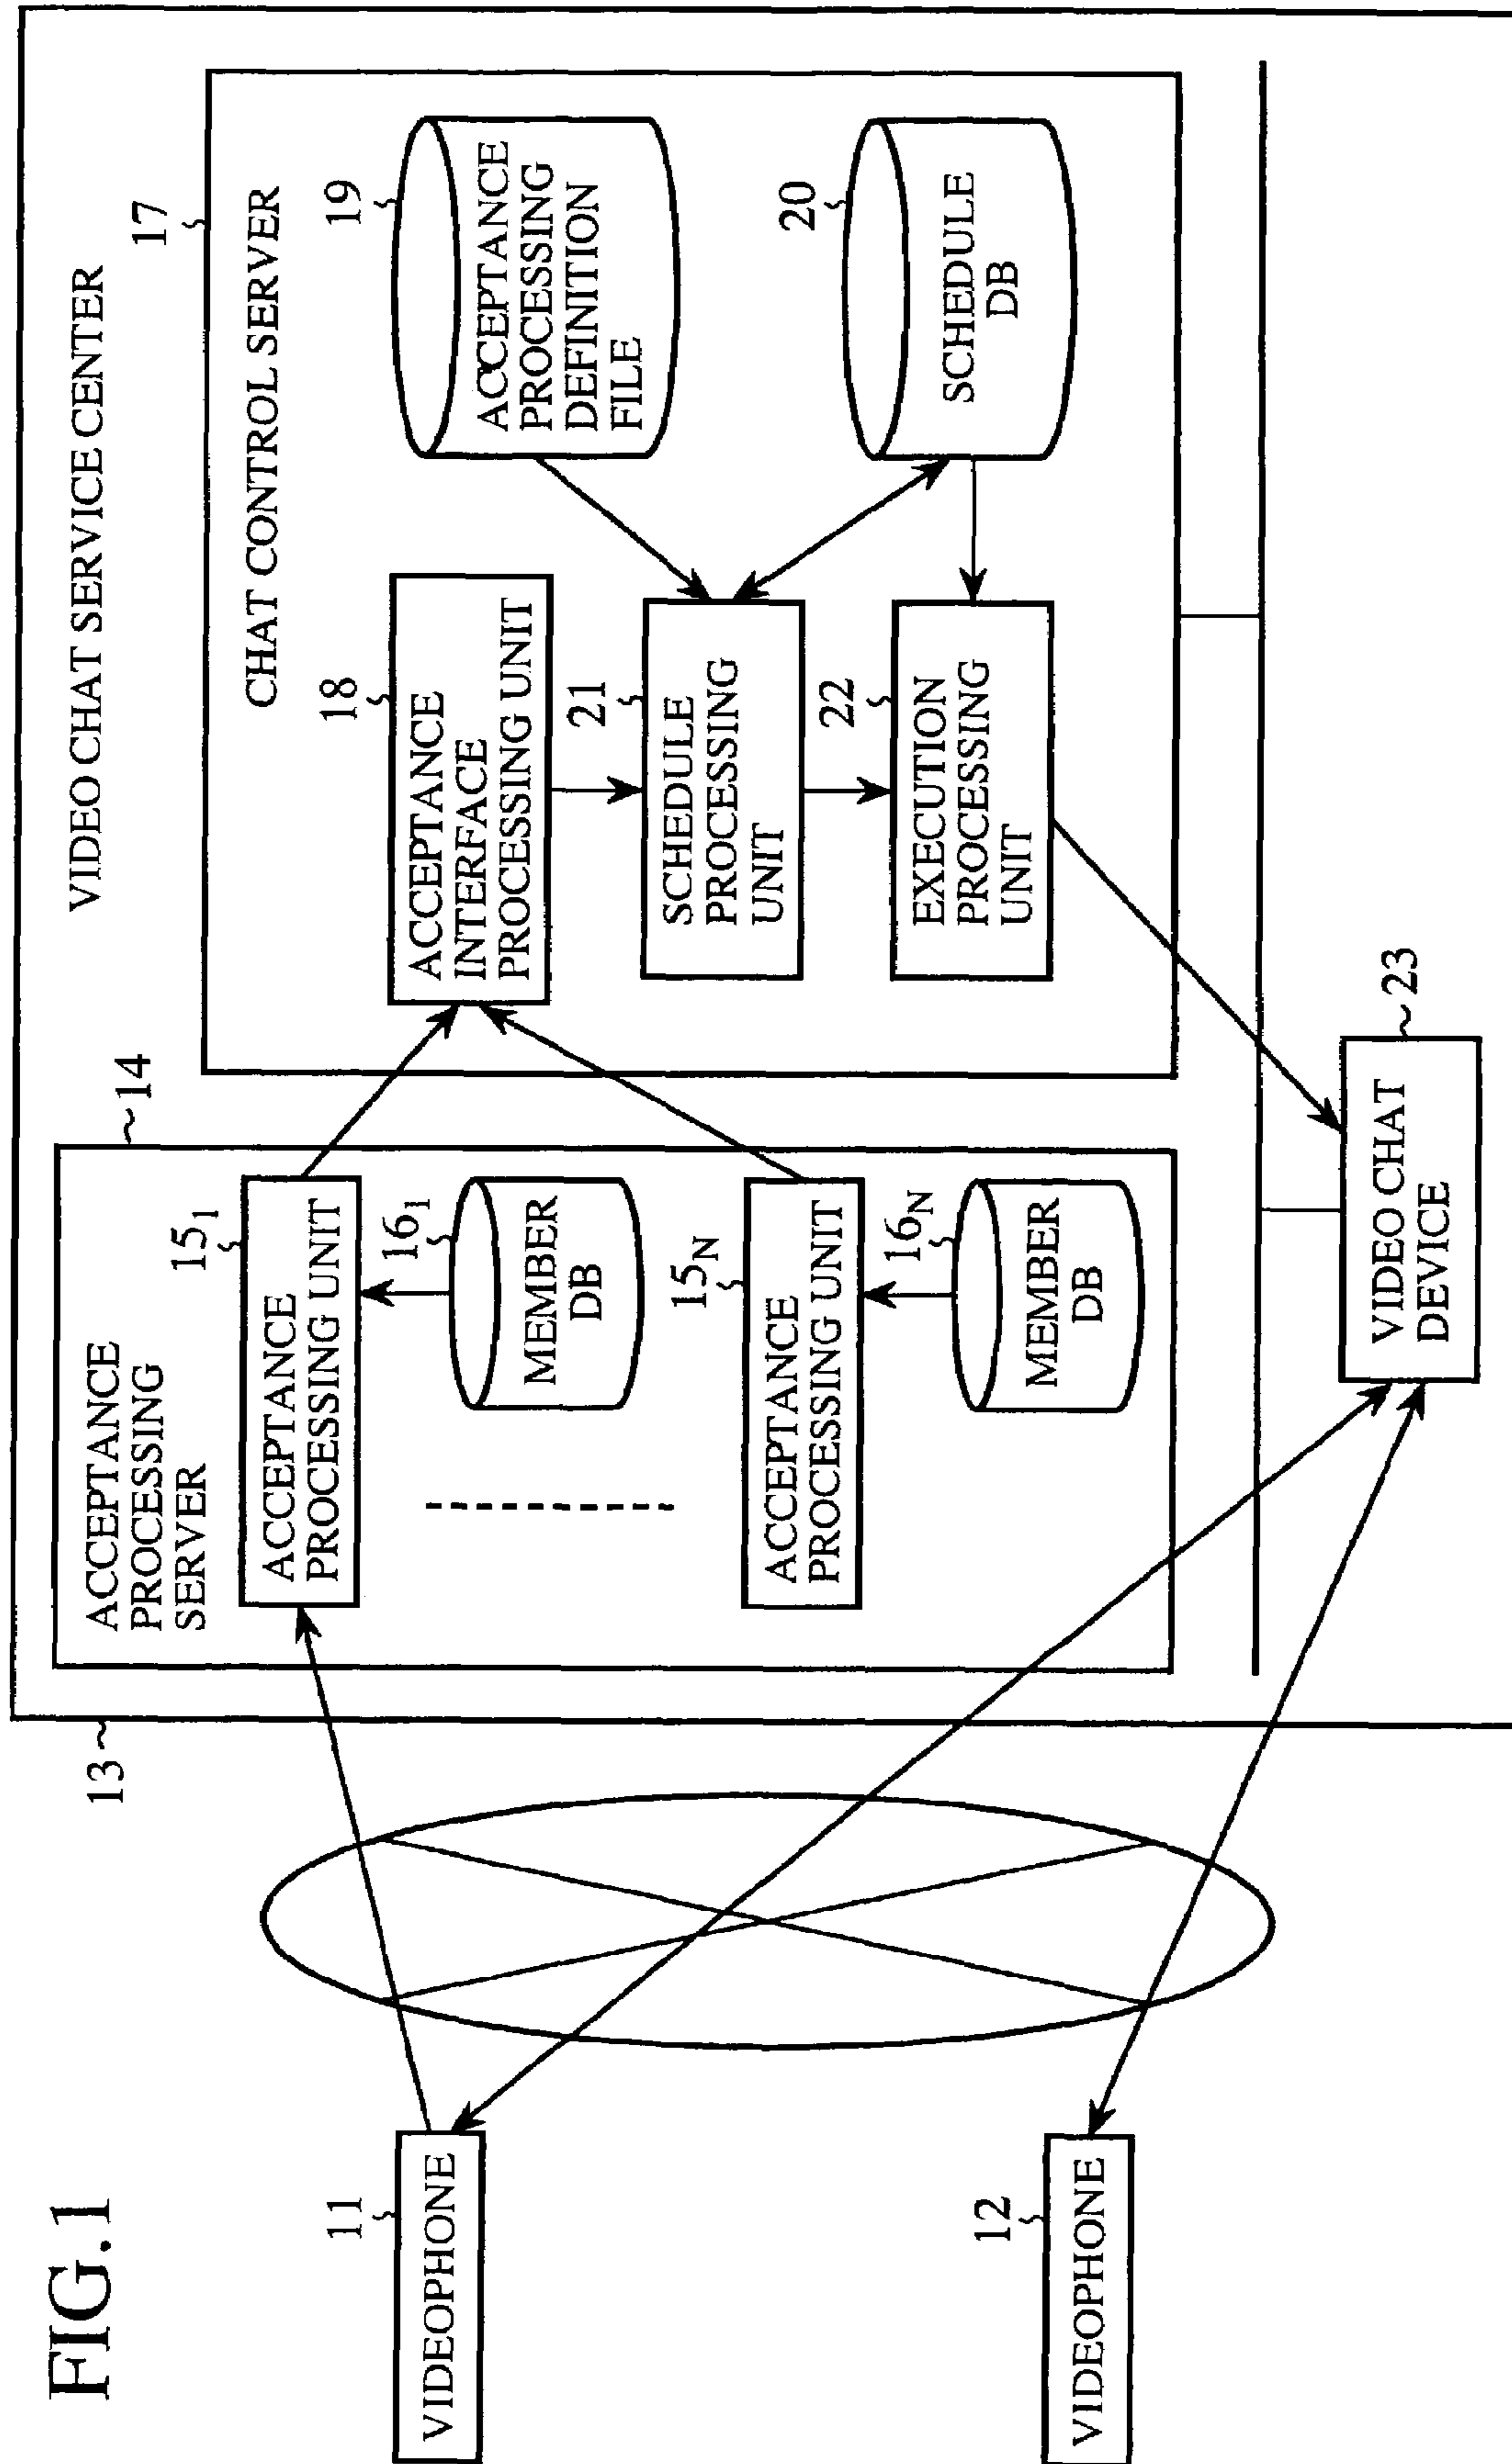 FIG.1
VIDEO CHAT SERVICE CENTER
13
ACCEPTANCE
PROCESSING
SERVER
14
15₁
ACCEPTANCE
PROCESSING UNIT
16₁
MEMBER
DB
15N
ACCEPTANCE
PROCESSING UNIT
16N
MEMBER
DB
17
CHAT CONTROL SERVER
18
ACCEPTANCE
INTERFACE
PROCESSING UNIT
19
ACCEPTANCE
PROCESSING
DEFINITION
FILE
21
SCHEDULE
PROCESSING
UNIT
20
SCHEDULE
DB
22
EXECUTION
PROCESSING
UNIT
11
VIDEOPHONE
12
VIDEOPHONE
23
VIDEO CHAT
DEVICE